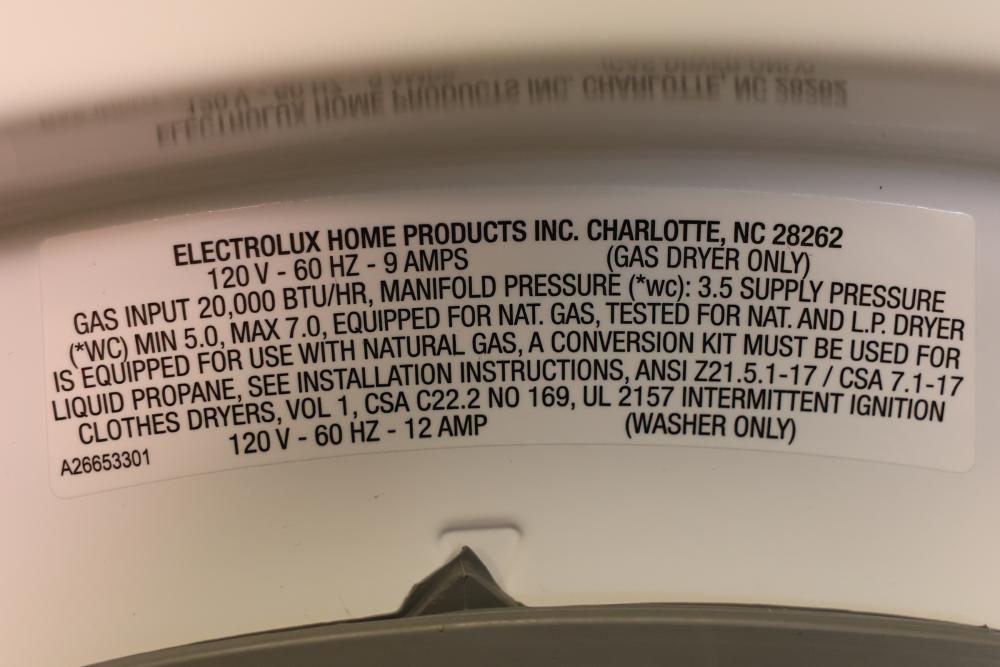 ELECTROLUX HOME PRODUCTS INC. CHARLOTTE, NC 28262
120 V - 60 HZ - 9 AMPS (GAS DRYER ONLY)
GAS INPUT 20,000 BTU/HR, MANIFOLD PRESSURE (*wc): 3.5 SUPPLY PRESSURE
(*WC) MIN 5.0, MAX 7.0, EQUIPPED FOR NAT. GAS, TESTED FOR NAT. AND L.P. DRYER
IS EQUIPPED FOR USE WITH NATURAL GAS, A CONVERSION KIT MUST BE USED FOR
LIQUID PROPANE, SEE INSTALLATION INSTRUCTIONS, ANSI Z21.5.1-17 / CSA 7.1-17
CLOTHES DRYERS, VOL 1, CSA C22.2 NO 169, UL 2157 INTERMITTENT IGNITION
120 V - 60 HZ - 12 AMP (WASHER ONLY)
A26653301